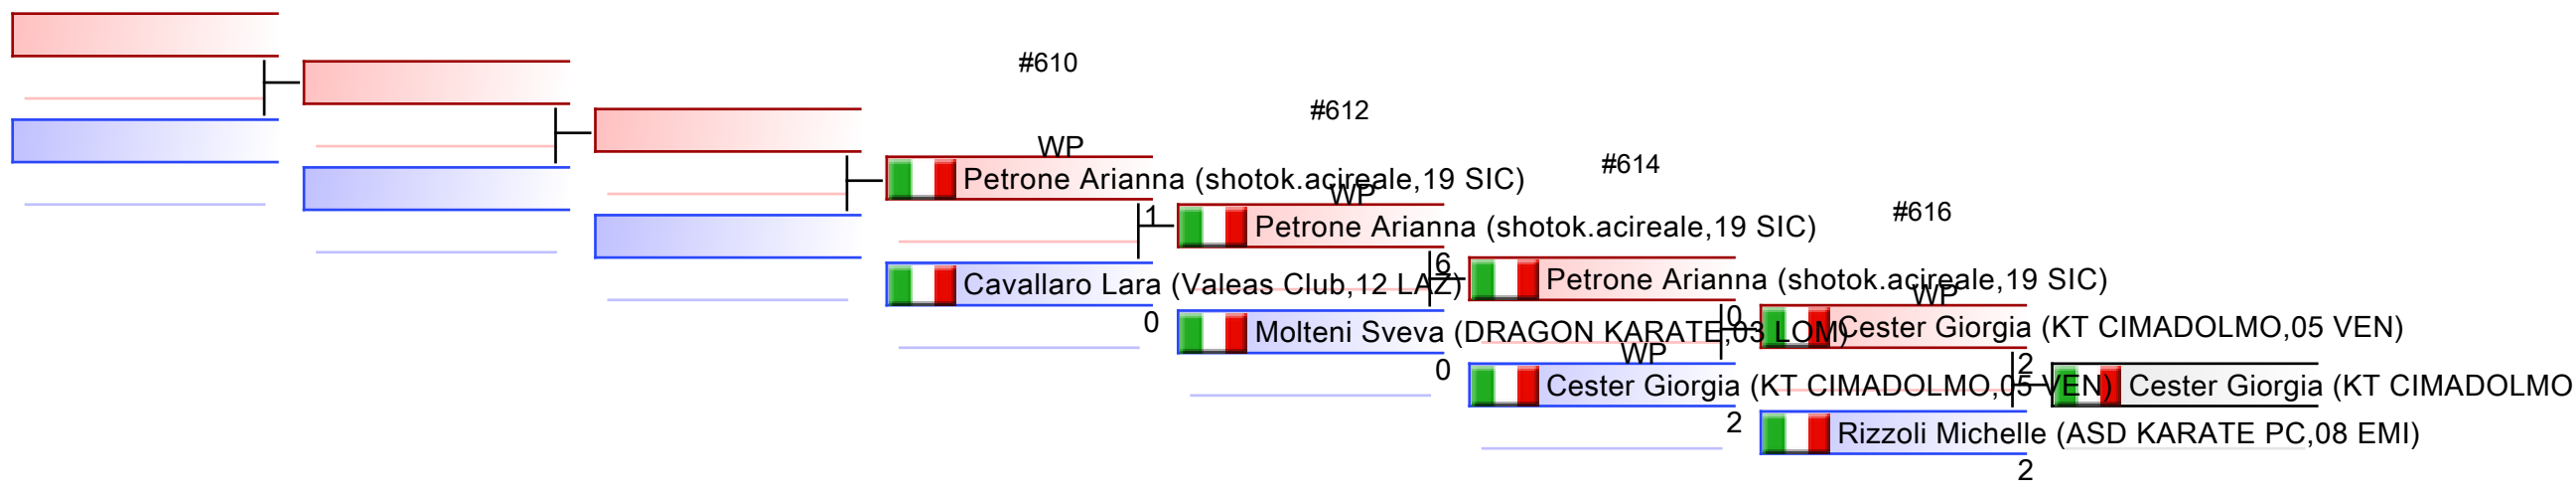 #610
#612
WP
#614
Petrone Arianna (shotok.acireale,19 SIC)
WP
#616
1
Petrone Arianna (shotok.acireale,19 SIC)
6
Petrone Arianna (shotok.acireale,19 SIC)
Cavallaro Lara (Valeas Club,12 LAZ)
WP
0
0
Cester Giorgia (KT CIMADOLMO,05 VEN)
Molteni Sveva (DRAGON KARATE,03 LOM)
WP
2
0
Cester Giorgia (KT CIMADOLMO,05 VEN)
Cester Giorgia (KT CIMADOLMO
2
Rizzoli Michelle (ASD KARATE PC,08 EMI)
2